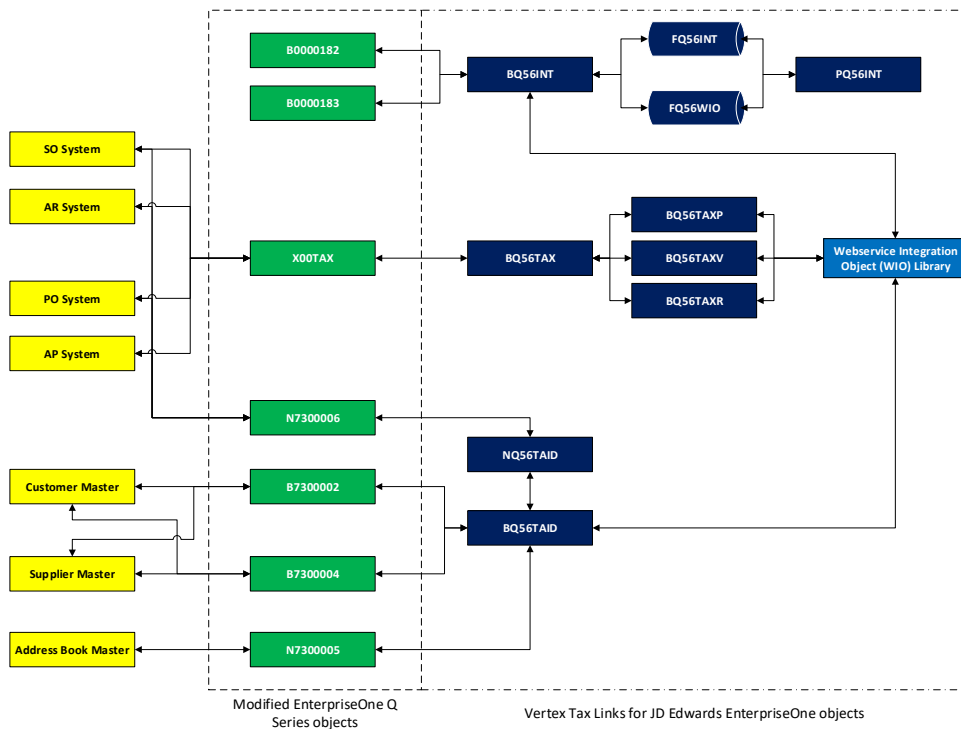 B0000182
FQ56INT
BQ56INT
PQ56INT
B0000183
FQ56WIO
SO System
AR System
BQ56TAXP
X00TAX
BQ56TAX
BQ56TAXV
Webservice Integration
Object (WIO) Library
PO System
BQ56TAXR
AP System
N7300006
NQ56TAID
Customer Master
B7300002
BQ56TAID
Supplier Master
B7300004
Address Book Master
N7300005
Modified EnterpriseOne Q
Series objects
Vertex Tax Links for JD Edwards EnterpriseOne objects